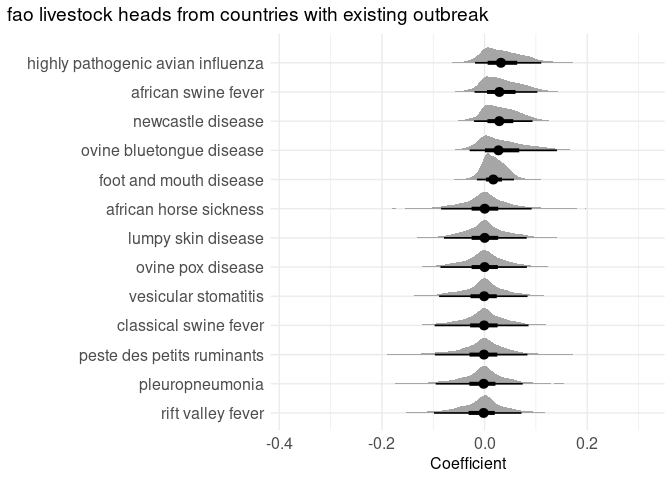 fao livestock heads from countries with existing outbreak
highly pathogenic avian influenza
african swine fever
newcastle disease
ovine bluetongue disease
foot and mouth disease
african horse sickness
lumpy skin disease
ovine pox disease
vesicular stomatitis
classical swine fever
peste des petits ruminants
pleuropneumonia
rift valley fever
-0.4 -0.2 0.0 0.2
Coefficient